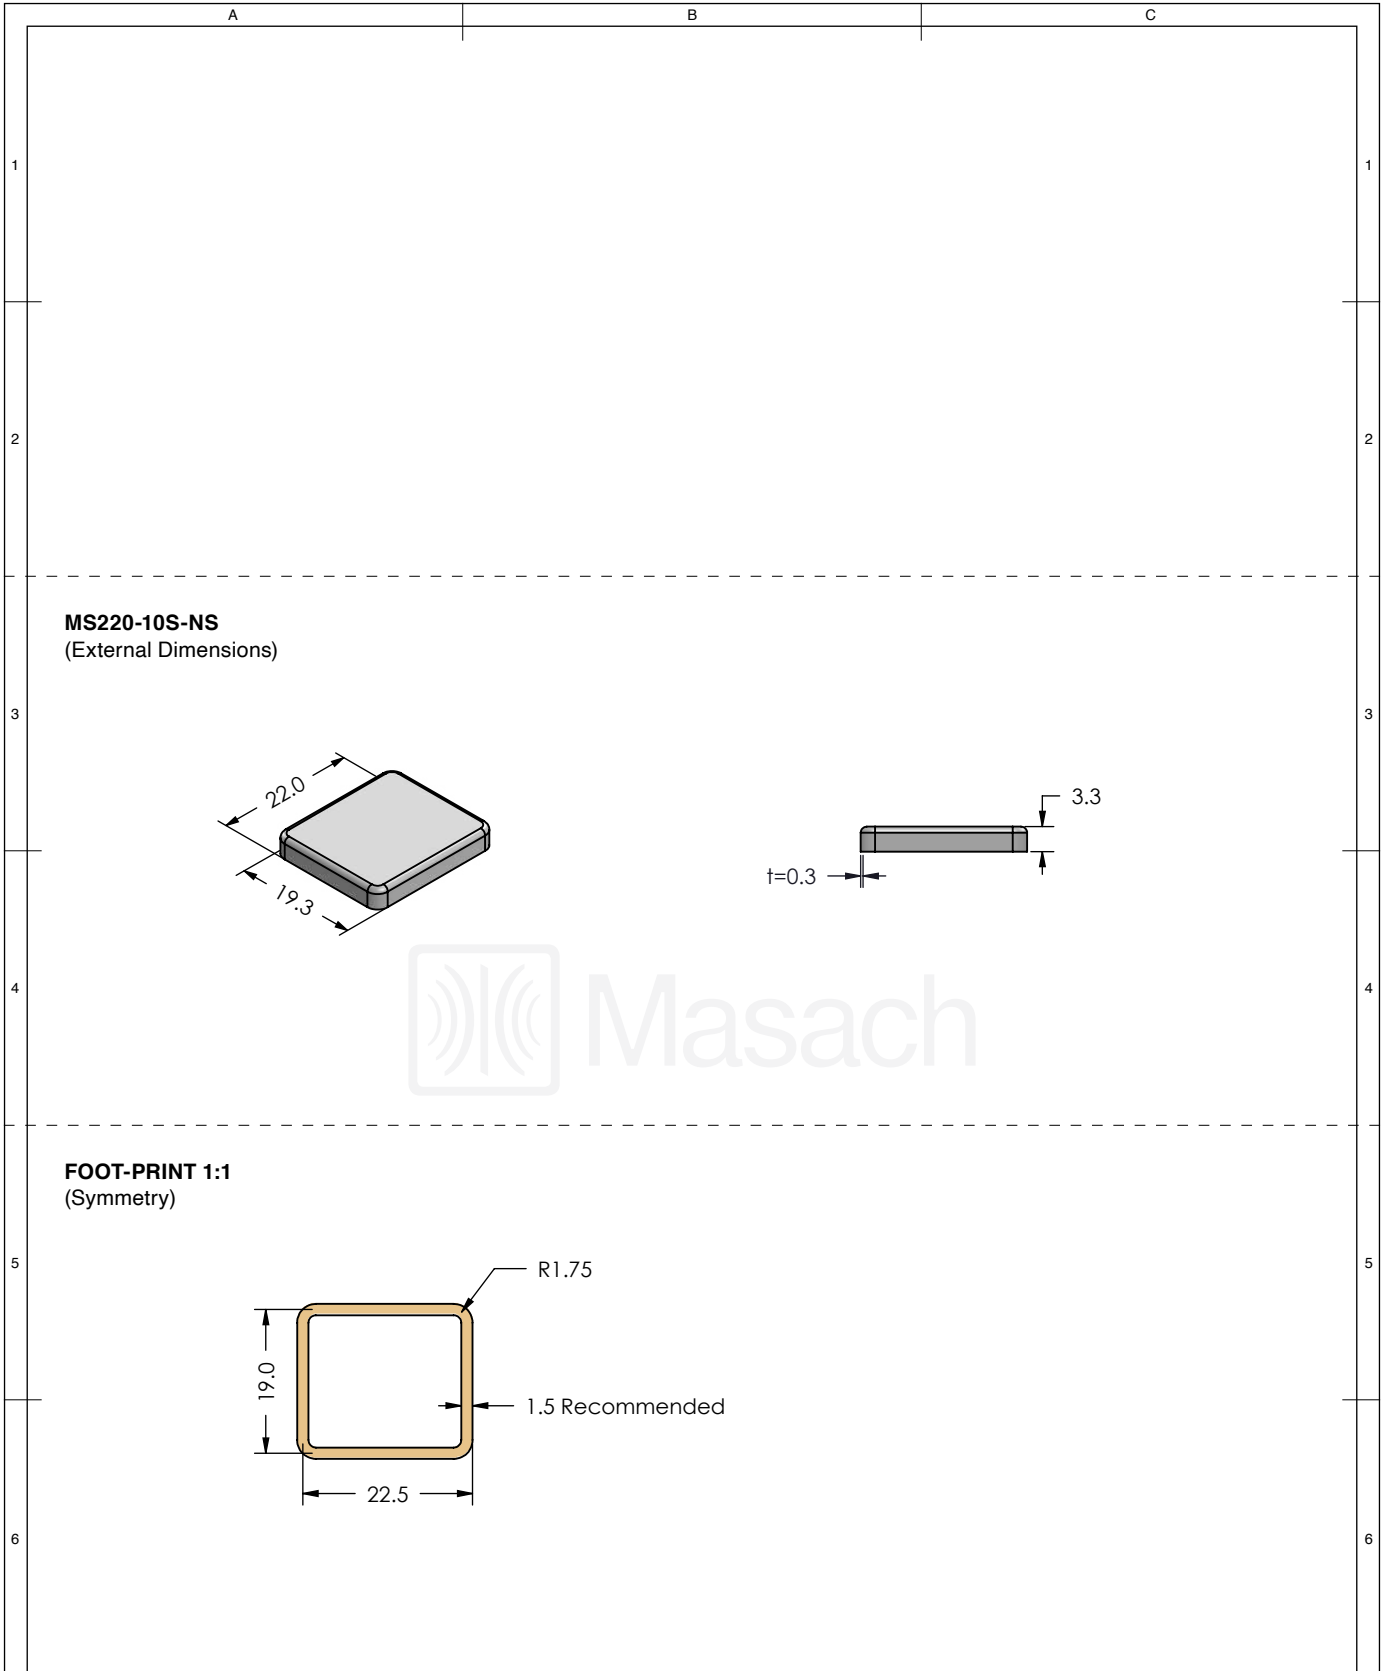 A B C
1 1
2 2
MS220-10S-NS
(External Dimensions)
3 3
22.0
19.3
3.3
t=0.3
4 4
Masach
FOOT-PRINT 1:1
(Symmetry)
5 5
R1.75
19.0
1.5 Recommended
22.5
6 6